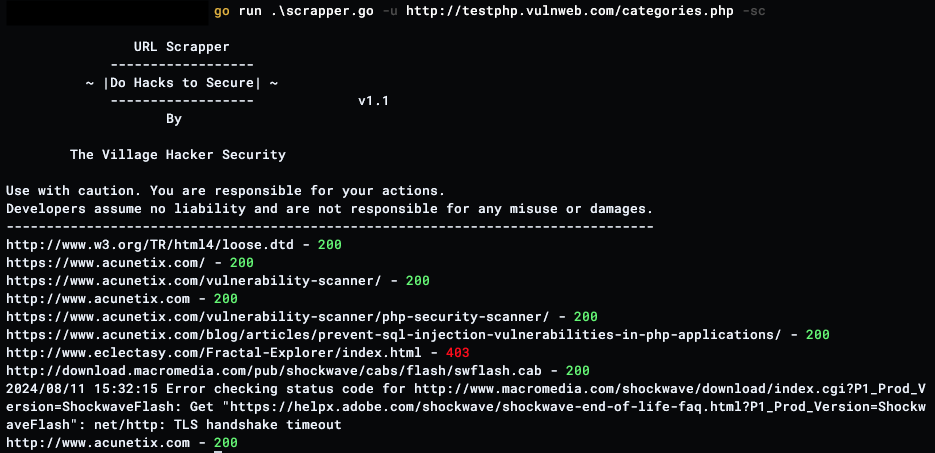 go run .\scrapper.go -u http://testphp.vulnweb.com/categories.php -sc
URL Scrapper
------------------
~ |Do Hacks to Secure| ~
------------------ v1.1
By
The Village Hacker Security
Use with caution. You are responsible for your actions.
Developers assume no liability and are not responsible for any misuse or damages.
---------------------------------------------------------------------------------
http://www.w3.org/TR/html4/loose.dtd - 200
https://www.acunetix.com/ - 200
https://www.acunetix.com/vulnerability-scanner/ - 200
http://www.acunetix.com - 200
https://www.acunetix.com/vulnerability-scanner/php-security-scanner/ - 200
https://www.acunetix.com/blog/articles/prevent-sql-injection-vulnerabilities-in-php-applications/ - 200
http://www.eclectasy.com/Fractal-Explorer/index.html - 403
http://download.macromedia.com/pub/shockwave/cabs/flash/swflash.cab - 200
2024/08/11 15:32:15 Error checking status code for http://www.macromedia.com/shockwave/download/index.cgi?P1_Prod_V
ersion=ShockwaveFlash: Get "https://helpx.adobe.com/shockwave/shockwave-end-of-life-faq.html?P1_Prod_Version=Shockw
aveFlash": net/http: TLS handshake timeout
http://www.acunetix.com - 200